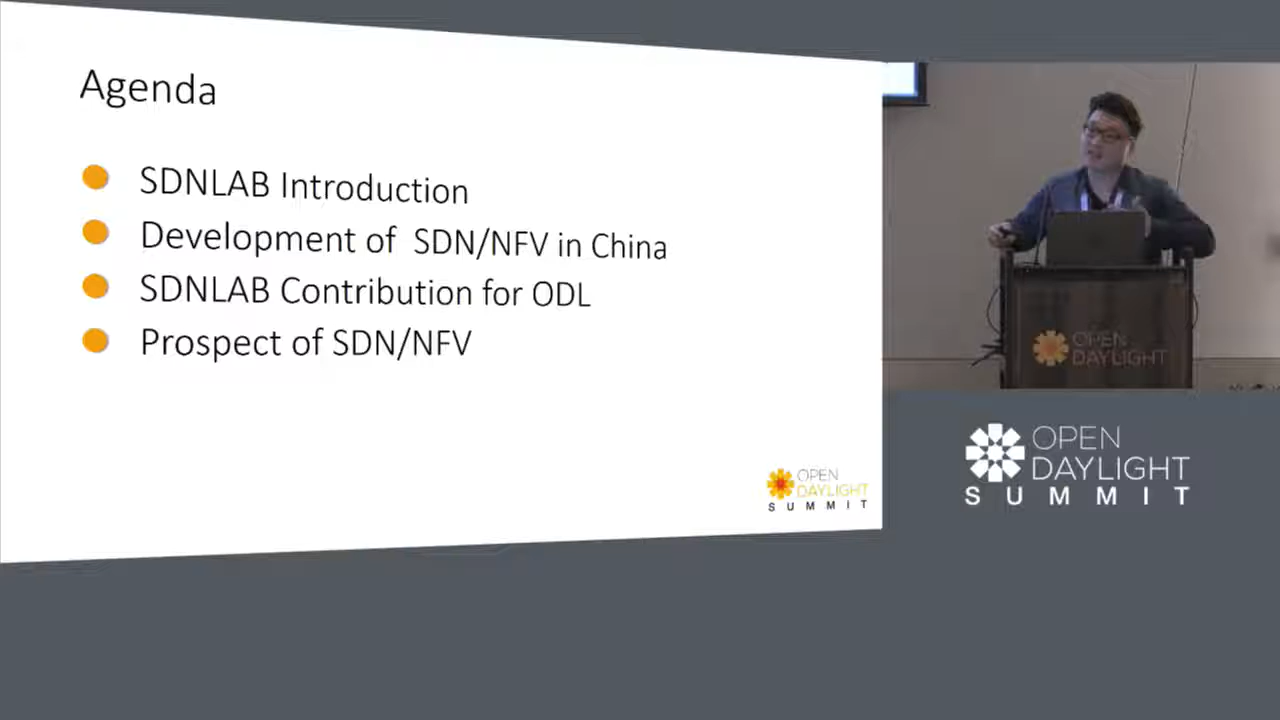 Agenda
SDNLAB Introduction
Development of SDN/NFV in China
SDNLAB Contribution for ODL
Prospect of SDN/NFV
OPEN
DAYLIGHT
SUMMIT
OPEN
DAYLIGHT
OPEN
DAYLIGHT
SUMMIT